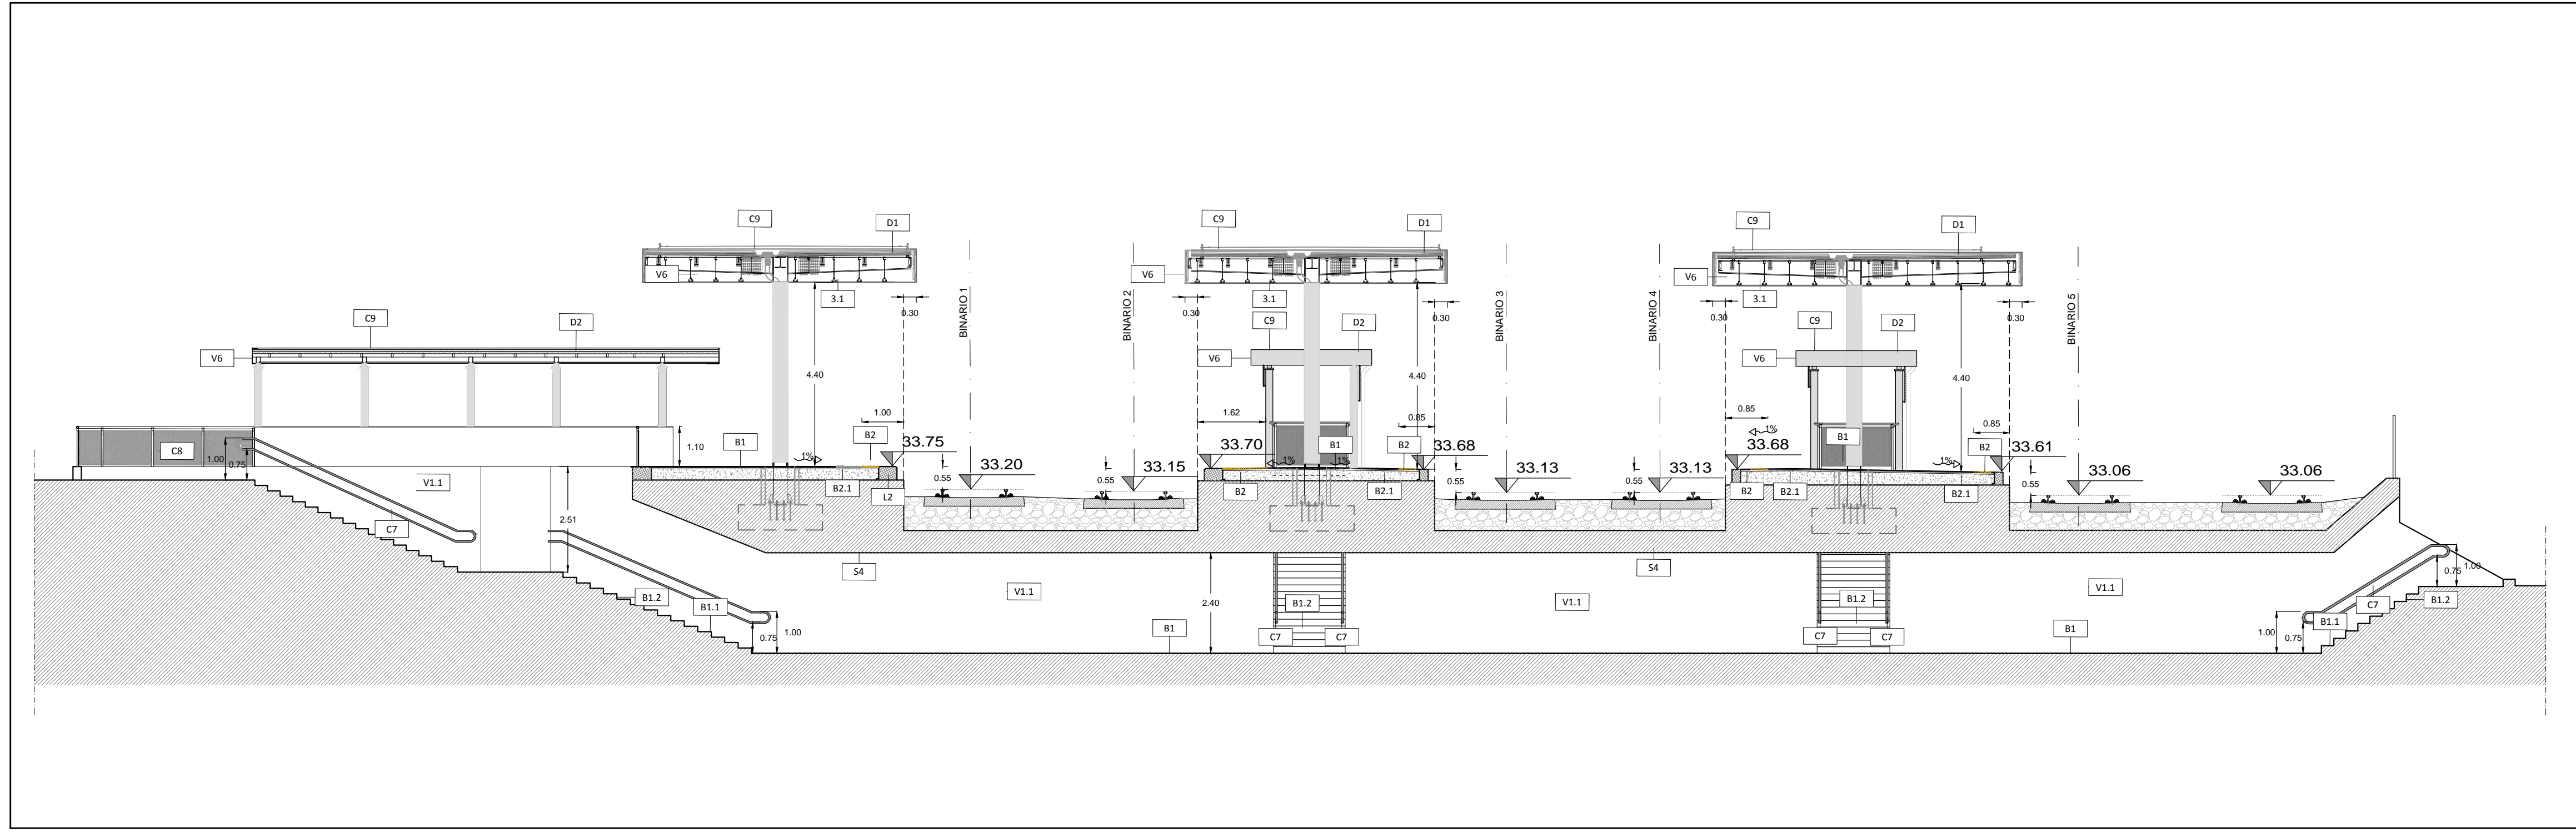 C9
D1
C9
D1
C9
D1
V6
V6
V6
3.1
3.1
3.1
0.30
0.30
0.30
0.30
0.30
BINARIO 1
BINARIO 2
BINARIO 3
BINARIO 4
BINARIO 5
C9
D2
C9
D2
C9
D2
V6
V6
V6
4.40
4.40
4.40
1.00
1.62
0.85
0.85
0.85
1.10
B1
B2
33.75
33.70
B1
B2
33.68
1%
33.68
B1
B2
33.61
C8
1.00
0.75
1%
1%
1%
1%
33.20
33.15
33.13
33.13
33.06
33.06
0.55
0.55
0.55
0.55
0.55
V1.1
B2.1
L2
B2
B2.1
B2
B2.1
B2.1
C7
2.51
S4
S4
0.75
1.00
V1.1
V1.1
V1.1
2.40
B1.2
B1.1
B1.2
B1.2
C7
B1.2
B1.1
0.75
1.00
B1
C7
C7
C7
C7
B1
1.00
0.75